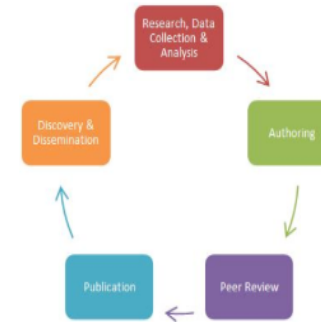 Research, Data
Collection &
Analysis
Authoring
Peer Review
Publication
Discovery &
Dissemination